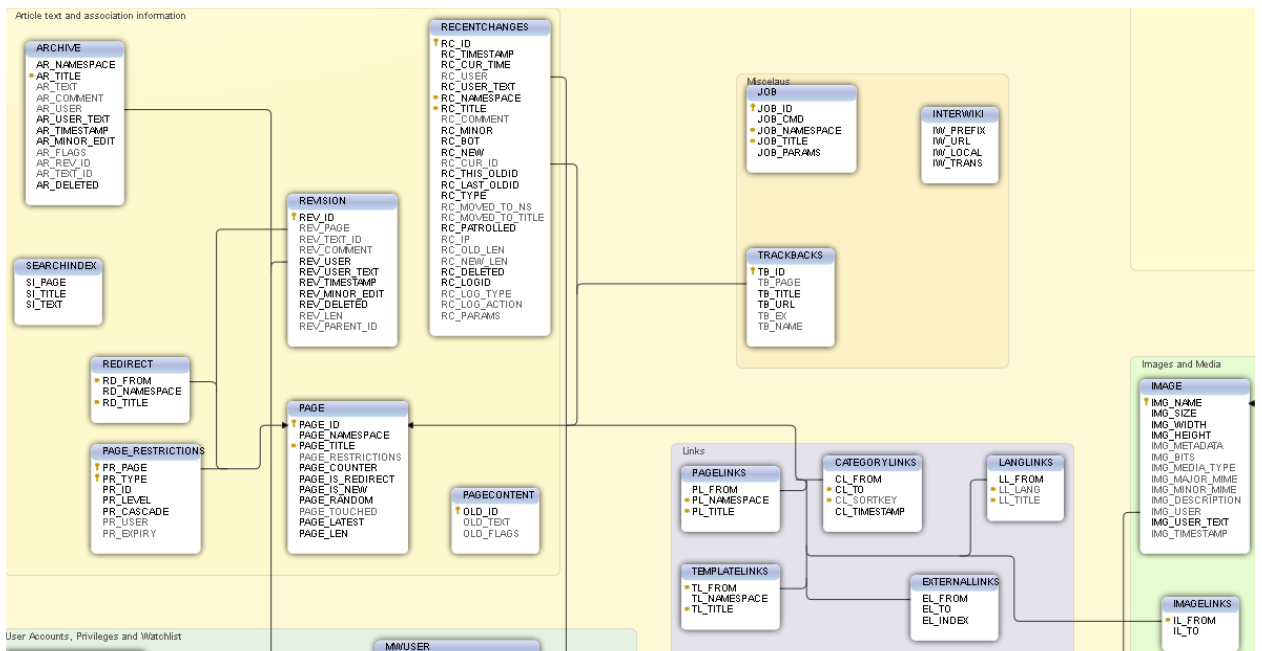 Article text and association information
ARCHIVE
AR_NAMESPACE
AR_TITLE
AR_TEXT
AR_COMMENT
AR_USER
AR_USER_TEXT
AR_TIMESTAMP
AR_MINOR_EDIT
AR_FLAGS
AR_REV_ID
AR_TEXT_ID
AR_DELETED
RECENTCHANGES
RC_ID
RC_TIMESTAMP
RC_CUR_TIME
RC_USER
RC_USER_TEXT
RC_NAMESPACE
RC_TITLE
RC_COMMENT
RC_MINOR
RC_BOT
RC_NEW
RC_CUR_ID
RC_THIS_OLDID
RC_LAST_OLDID
RC_TYPE
RC_MOVED_TO_NS
RC_MOVED_TO_TITLE
RC_PATROLLED
RC_IP
RC_OLD_LEN
RC_NEW_LEN
RC_DELETED
RC_LOGID
RC_LOG_TYPE
RC_LOG_ACTION
RC_PARAMS
REVISION
REV_ID
REV_PAGE
REV_TEXT_ID
REV_COMMENT
REV_USER
REV_USER_TEXT
REV_TIMESTAMP
REV_MINOR_EDIT
REV_DELETED
REV_LEN
REV_PARENT_ID
SEARCHINDEX
SI_PAGE
SI_TITLE
SI_TEXT
REDIRECT
RD_FROM
RD_NAMESPACE
RD_TITLE
PAGE_RESTRICTIONS
PR_PAGE
PR_TYPE
PR_ID
PR_LEVEL
PR_CASCADE
PR_USER
PR_EXPIRY
PAGE
PAGE_ID
PAGE_NAMESPACE
PAGE_TITLE
PAGE_RESTRICTIONS
PAGE_COUNTER
PAGE_IS_REDIRECT
PAGE_IS_NEW
PAGE_RANDOM
PAGE_TOUCHED
PAGE_LATEST
PAGE_LEN
PAGECONTENT
OLD_ID
OLD_TEXT
OLD_FLAGS
Miscelaus
JOB
JOB_ID
JOB_CMD
JOB_NAMESPACE
JOB_TITLE
JOB_PARAMS
INTERWIKI
IW_PREFIX
IW_URL
IW_LOCAL
IW_TRANS
TRACKBACKS
TB_ID
TB_PAGE
TB_TITLE
TB_URL
TB_EX
TB_NAME
Links
PAGELINKS
PL_FROM
PL_NAMESPACE
PL_TITLE
CATEGORYLINKS
CL_FROM
CL_TO
CL_SORTKEY
CL_TIMESTAMP
LANGLINKS
LL_FROM
LL_LANG
LL_TITLE
TEMPLATELINKS
TL_FROM
TL_NAMESPACE
TL_TITLE
EXTERNALLINKS
EL_FROM
EL_TO
EL_INDEX
Images and Media
IMAGE
IMG_NAME
IMG_SIZE
IMG_WIDTH
IMG_HEIGHT
IMG_METADATA
IMG_BITS
IMG_MEDIA_TYPE
IMG_MAJOR_MIME
IMG_MINOR_MIME
IMG_DESCRIPTION
IMG_USER
IMG_USER_TEXT
IMG_TIMESTAMP
IMAGELINKS
IL_FROM
IL_TO
User Accounts, Privileges and Watchlist
MWUSER